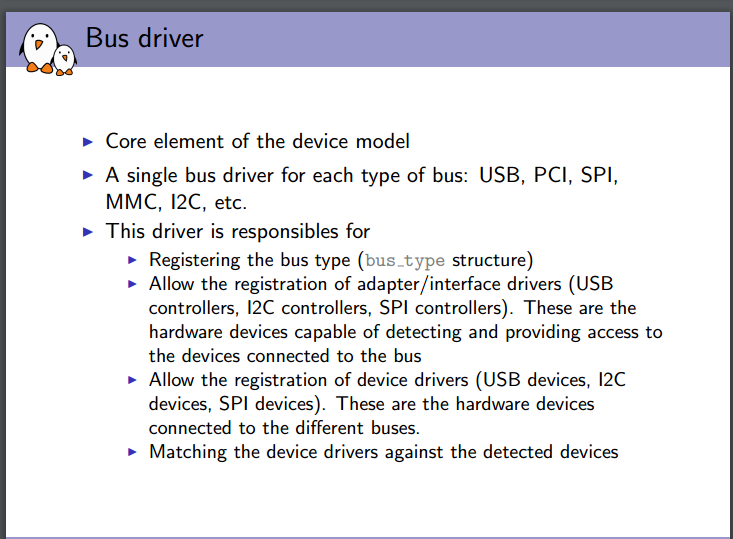 Bus driver
Core element of the device model
A single bus driver for each type of bus: USB, PCI, SPI,
MMC, I2C, etc.
This driver is responsibles for
Registering the bus type (bus_type structure)
Allow the registration of adapter/interface drivers (USB
controllers, I2C controllers, SPI controllers). These are the
hardware devices capable of detecting and providing access to
the devices connected to the bus
Allow the registration of device drivers (USB devices, I2C
devices, SPI devices). These are the hardware devices
connected to the different buses.
Matching the device drivers against the detected devices